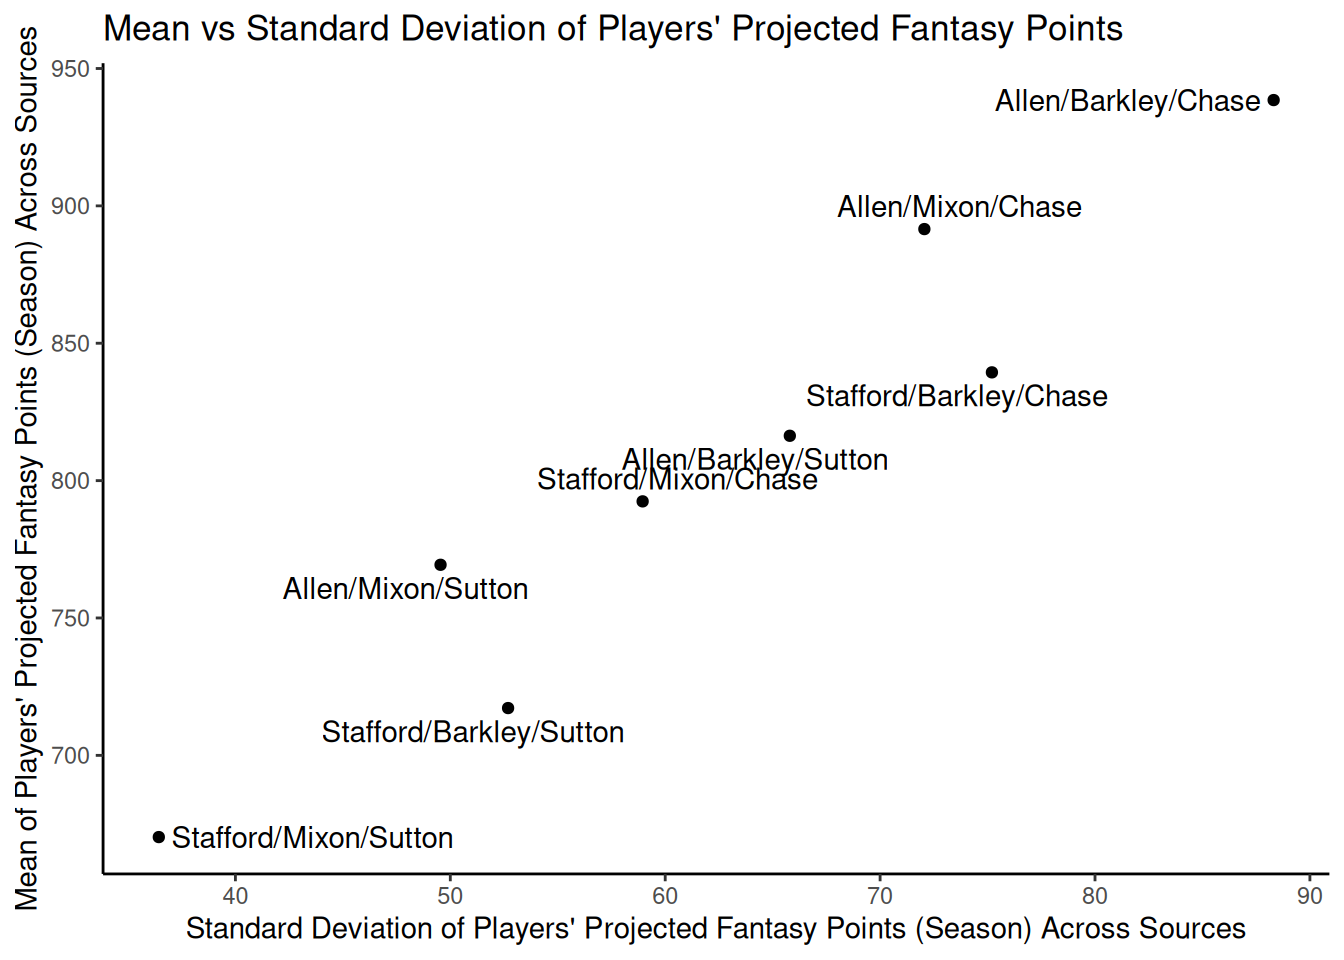 Mean vs Standard Deviation of Players' Projected Fantasy Points
Mean of Players' Projected Fantasy Points (Season) Across Sources
950
900
850
800
750
700
Allen/Barkley/Chase
Allen/Mixon/Chase
Stafford/Barkley/Chase
Allen/Barkley/Sutton
Stafford/Mixon/Chase
Allen/Mixon/Sutton
Stafford/Barkley/Sutton
Stafford/Mixon/Sutton
40 50 60 70 80 90
Standard Deviation of Players' Projected Fantasy Points (Season) Across Sources